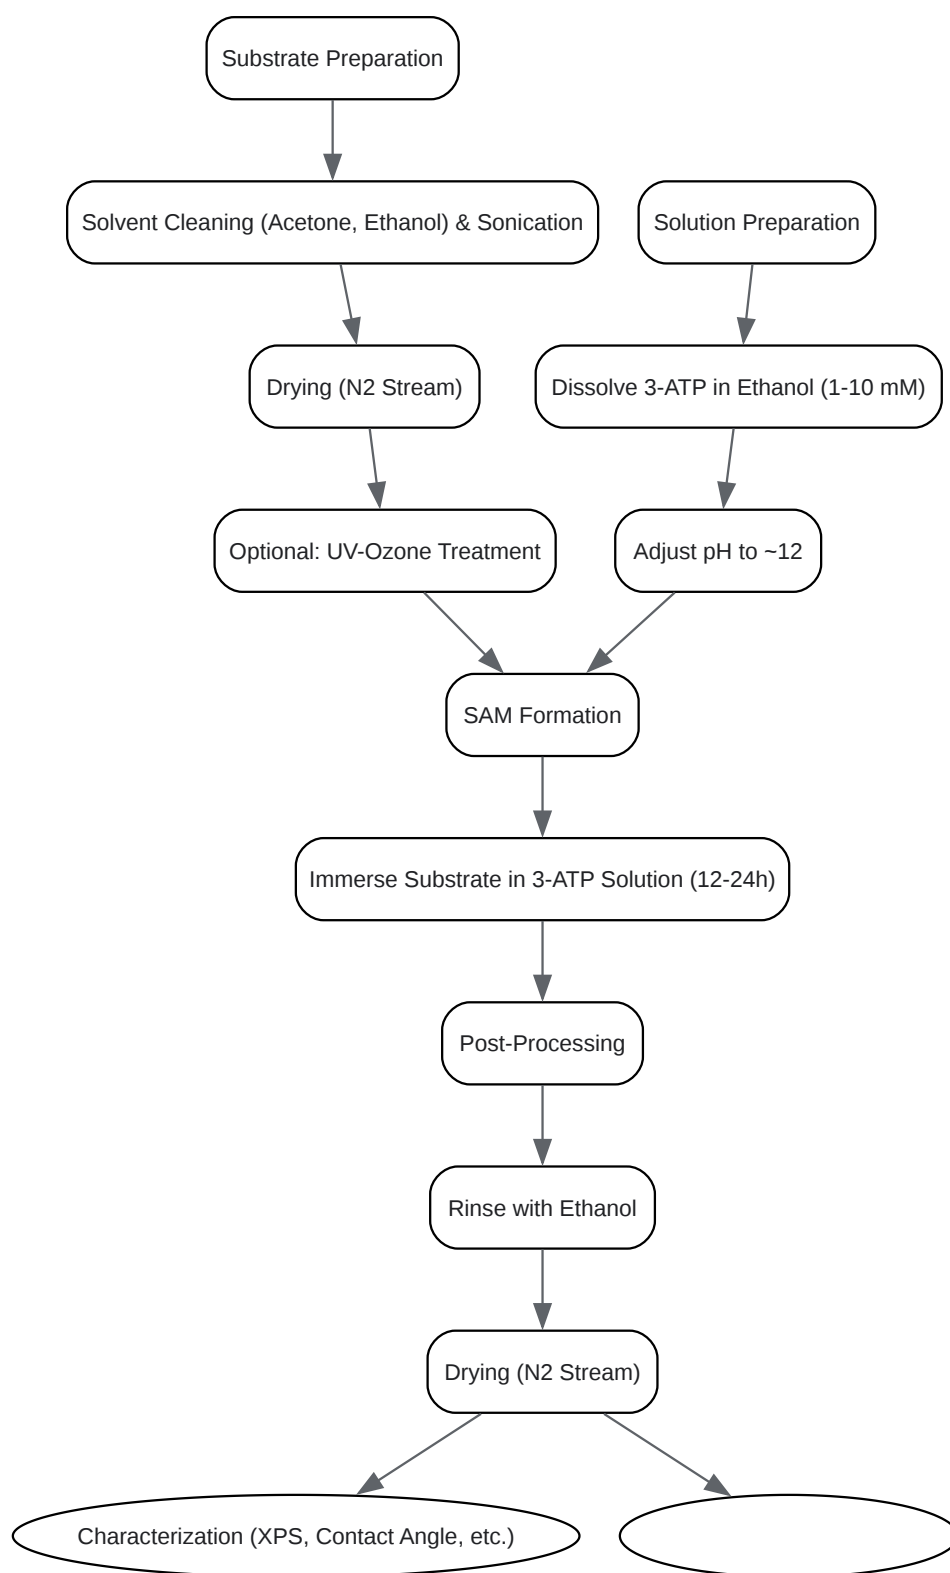 Substrate Preparation
Solvent Cleaning (Acetone, Ethanol) & Sonication
Solution Preparation
Drying (N2 Stream)
Dissolve 3-ATP in Ethanol (1-10 mM)
Optional: UV-Ozone Treatment
Adjust pH to ~12
SAM Formation
Immerse Substrate in 3-ATP Solution (12-24h)
Post-Processing
Rinse with Ethanol
Drying (N2 Stream)
Characterization (XPS, Contact Angle, etc.)